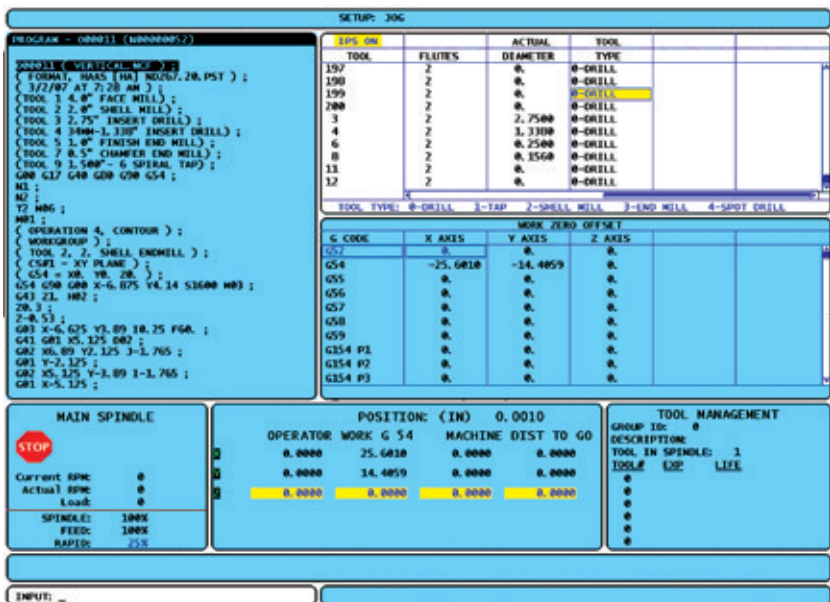 SETUP: JOG
PROGRAM - O00011 (N00000052)
O00011 ( VERTICAL.NCF ) ;
( FORMAT, HAAS [HA] ND267.20.PST ) ;
( 3/2/07 AT 7:28 AM ) ;
(TOOL 1 4.0" FACE MILL) ;
(TOOL 2 2.0" SHELL MILL) ;
(TOOL 3 2.75" INSERT DRILL) ;
(TOOL 4 34MM-1.338" INSERT DRILL) ;
(TOOL 5 1.0" FINISH END MILL) ;
(TOOL 7 0.5" CHAMFER END MILL) ;
(TOOL 9 1.500"- 6 SPIRAL TAP) ;
G00 G17 G40 G80 G90 G54 ;
N1 ;
N2 ;
T2 M06 ;
M01 ;
( OPERATION 4, CONTOUR ) ;
( WORKGROUP ) ;
( TOOL 2, 2. SHELL ENDMILL ) ;
( CS#1 - XY PLANE ) ;
( G54 = X0. Y0. Z0. ) ;
G54 G90 G00 X-6.875 Y4.14 S1600 M03 ;
G43 Z1. H02 ;
Z0.3 ;
Z-0.53 ;
G03 X-6.625 Y3.89 I0.25 F60. ;
G41 G01 X5.125 D02 ;
G02 X6.89 Y2.125 J-1.765 ;
G01 Y-2.125 ;
G02 X5.125 Y-3.89 I-1.765 ;
G01 X-5.125 ;
IPS ON ACTUAL TOOL
TOOL FLUTES DIAMETER TYPE
197 2 0. 0-DRILL
198 2 0. 0-DRILL
199 2 0. 0-DRILL
200 2 0. 0-DRILL
3 2 2.7500 0-DRILL
4 2 1.3380 0-DRILL
6 2 0.2500 0-DRILL
8 2 0.1560 0-DRILL
11 2 0. 0-DRILL
12 2 0. 0-DRILL
TOOL TYPE: 0-DRILL 1-TAP 2-SHELL MILL 3-END MILL 4-SPOT DRILL
WORK ZERO OFFSET
G CODE X AXIS Y AXIS Z AXIS
G52 0. 0. 0.
G54 -25.6010 -14.4059 0.
G55 0. 0. 0.
G56 0. 0. 0.
G57 0. 0. 0.
G58 0. 0. 0.
G59 0. 0. 0.
G154 P1 0. 0. 0.
G154 P2 0. 0. 0.
G154 P3 0. 0. 0.
MAIN SPINDLE
STOP
Current RPM: 0
Actual RPM: 0
Load: 0
SPINDLE: 100%
FEED: 100%
RAPID: 25%
POSITION: (IN) 0.0010
OPERATOR WORK G 54 MACHINE DIST TO GO
X 0.0000 25.6010 0.0000 0.0000
Y 0.0000 14.4059 0.0000 0.0000
Z 0.0000 0.0000 0.0000 0.0000
TOOL MANAGEMENT
GROUP ID: 0
DESCRIPTION:
TOOL IN SPINDLE: 1
TOOL# EXP LIFE
0
0
0
0
0
0
INPUT: _